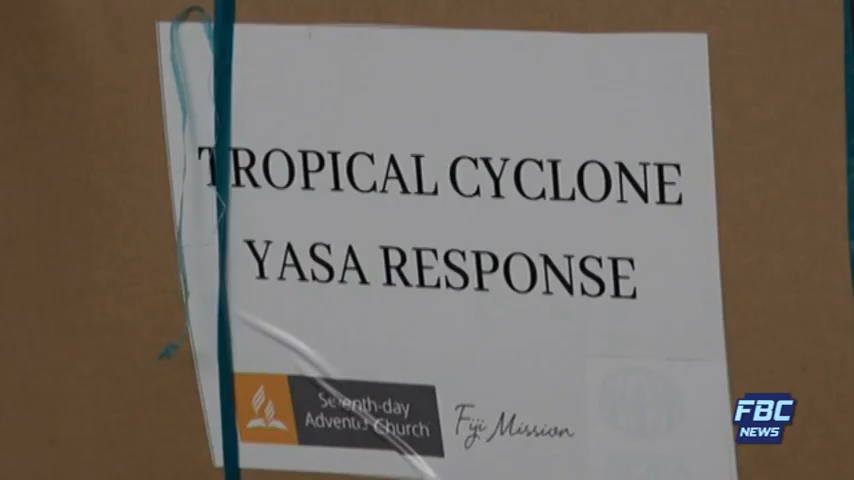 TROPICAL CYCLONE
YASA RESPONSE
Seventh-day
Adventist Church
Fiji Mission
FBC
NEWS